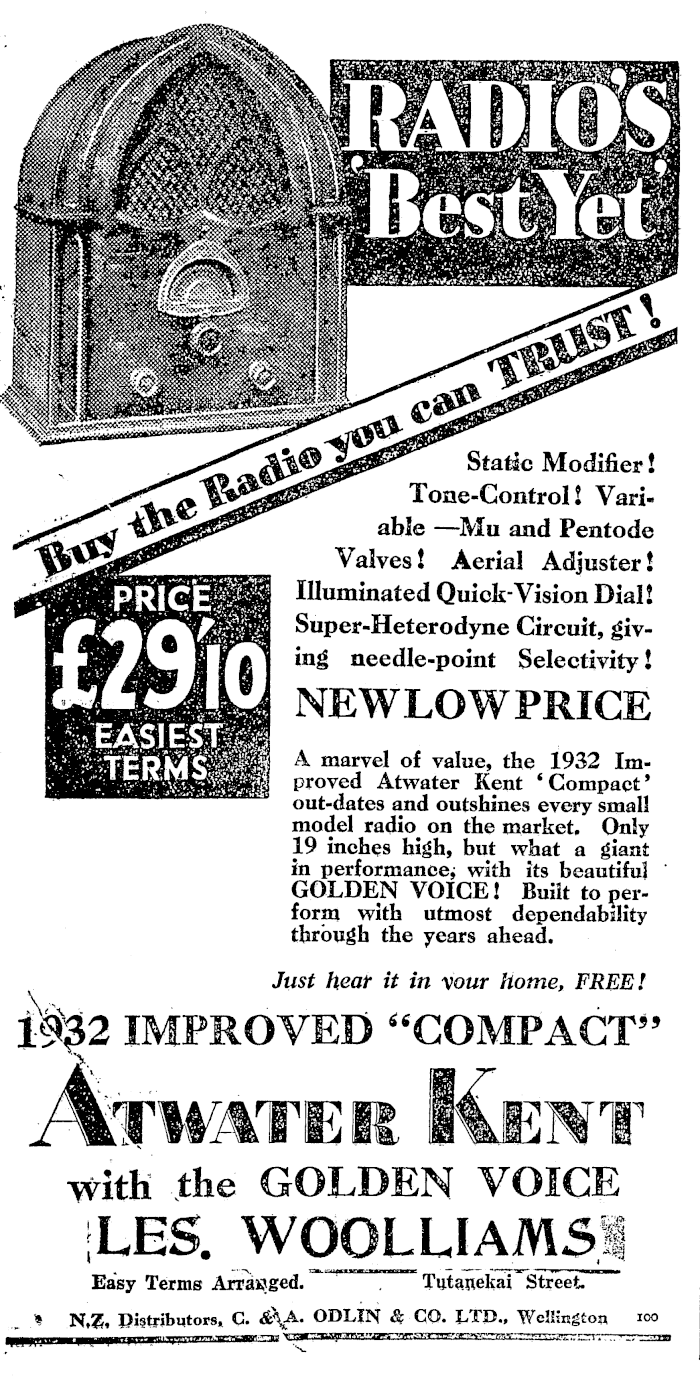 RADIO'S
'Best Yet'
Buy the Radio you can TRUST!
Static Modifier!
Tone-Control! Vari-
able —Mu and Pentode
Valves! Aerial Adjuster!
Illuminated Quick-Vision Dial!
Super-Heterodyne Circuit, giv-
ing needle-point Selectivity!
PRICE
£29'10
EASIEST
TERMS
NEW LOW PRICE
A marvel of value, the 1932 Im-
proved Atwater Kent 'Compact'
out-dates and outshines every small
model radio on the market. Only
19 inches high, but what a giant
in performance, with its beautiful
GOLDEN VOICE! Built to per-
form with utmost dependability
through the years ahead.
Just hear it in your home, FREE!
1932 IMPROVED "COMPACT"
ATWATER KENT
with the GOLDEN VOICE
LES. WOOLLIAMS
Easy Terms Arranged. Tutanekai Street.
N.Z. Distributors, C. & A. ODLIN & CO. LTD., Wellington 100